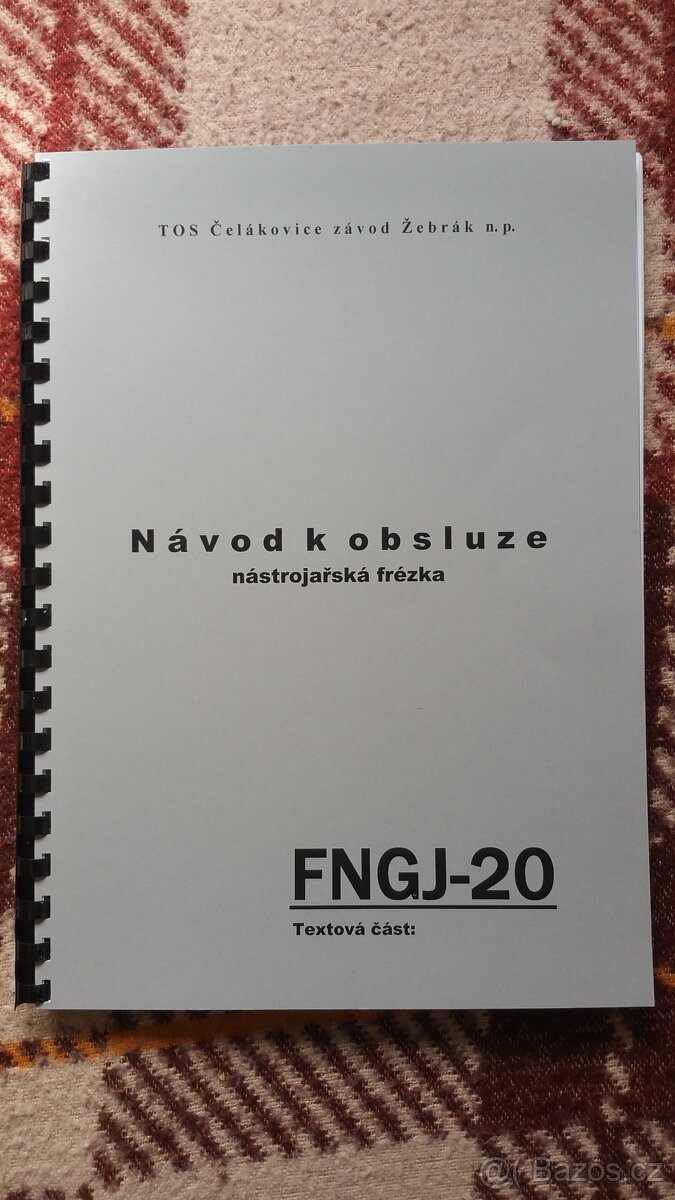 TOS Čelákovice závod Žebrák n.p.
Návod k obsluze
nástrojařská frézka
FNGJ-20
Textová část:
Bazos.cz